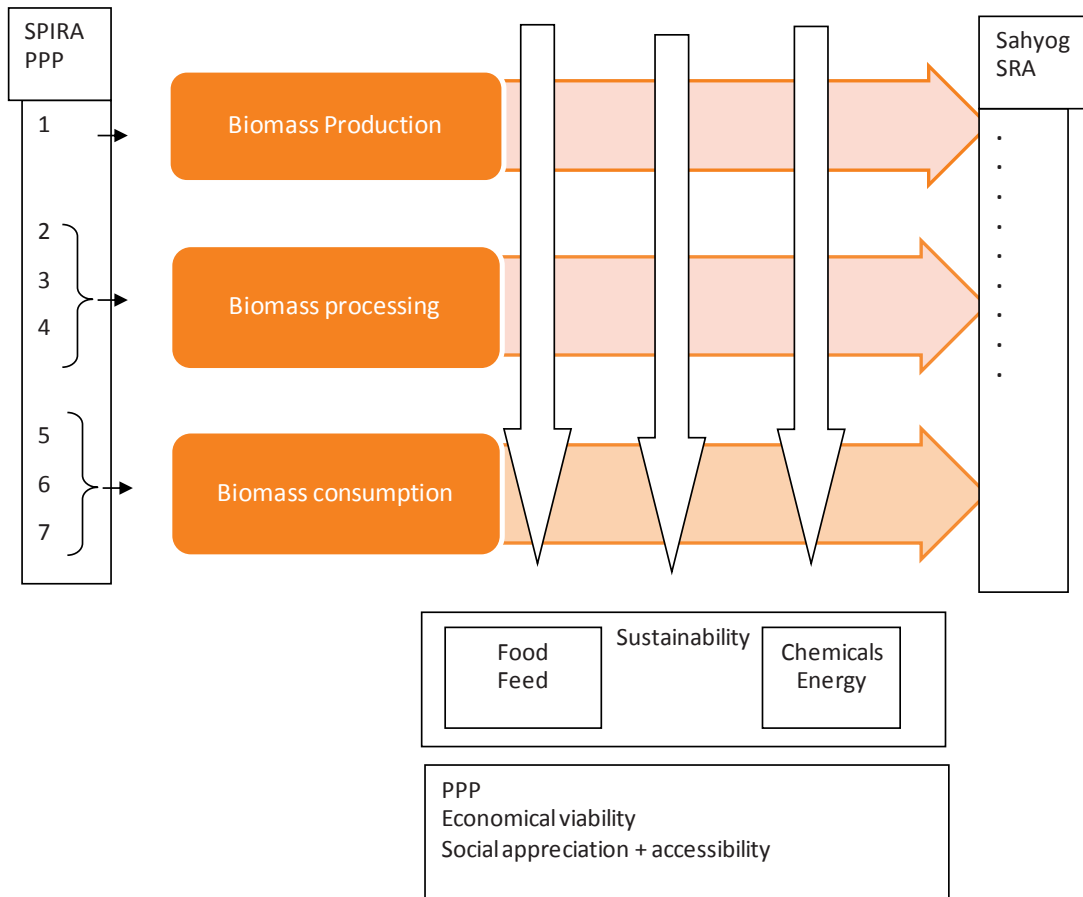 SPIRA
PPP
1
2
3
4
5
6
7
Biomass Production
Biomass processing
Biomass consumption
Sahyog
SRA
.
.
.
.
.
.
.
.
.
Sustainability
Food
Feed
Chemicals
Energy
PPP
Economical viability
Social appreciation + accessibility